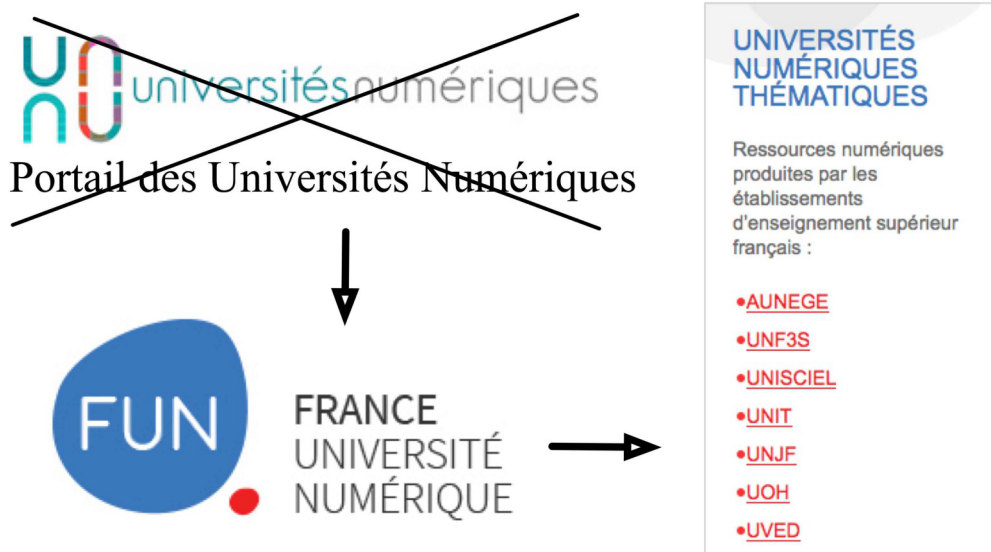 universitésnumériques
Portail des Universités Numériques
FUN
FRANCE
UNIVERSITÉ
NUMÉRIQUE
UNIVERSITÉS
NUMÉRIQUES
THÉMATIQUES
Ressources numériques
produites par les
établissements
d'enseignement supérieur
français :
•AUNEGE
•UNF3S
•UNISCIEL
•UNIT
•UNJF
•UOH
•UVED